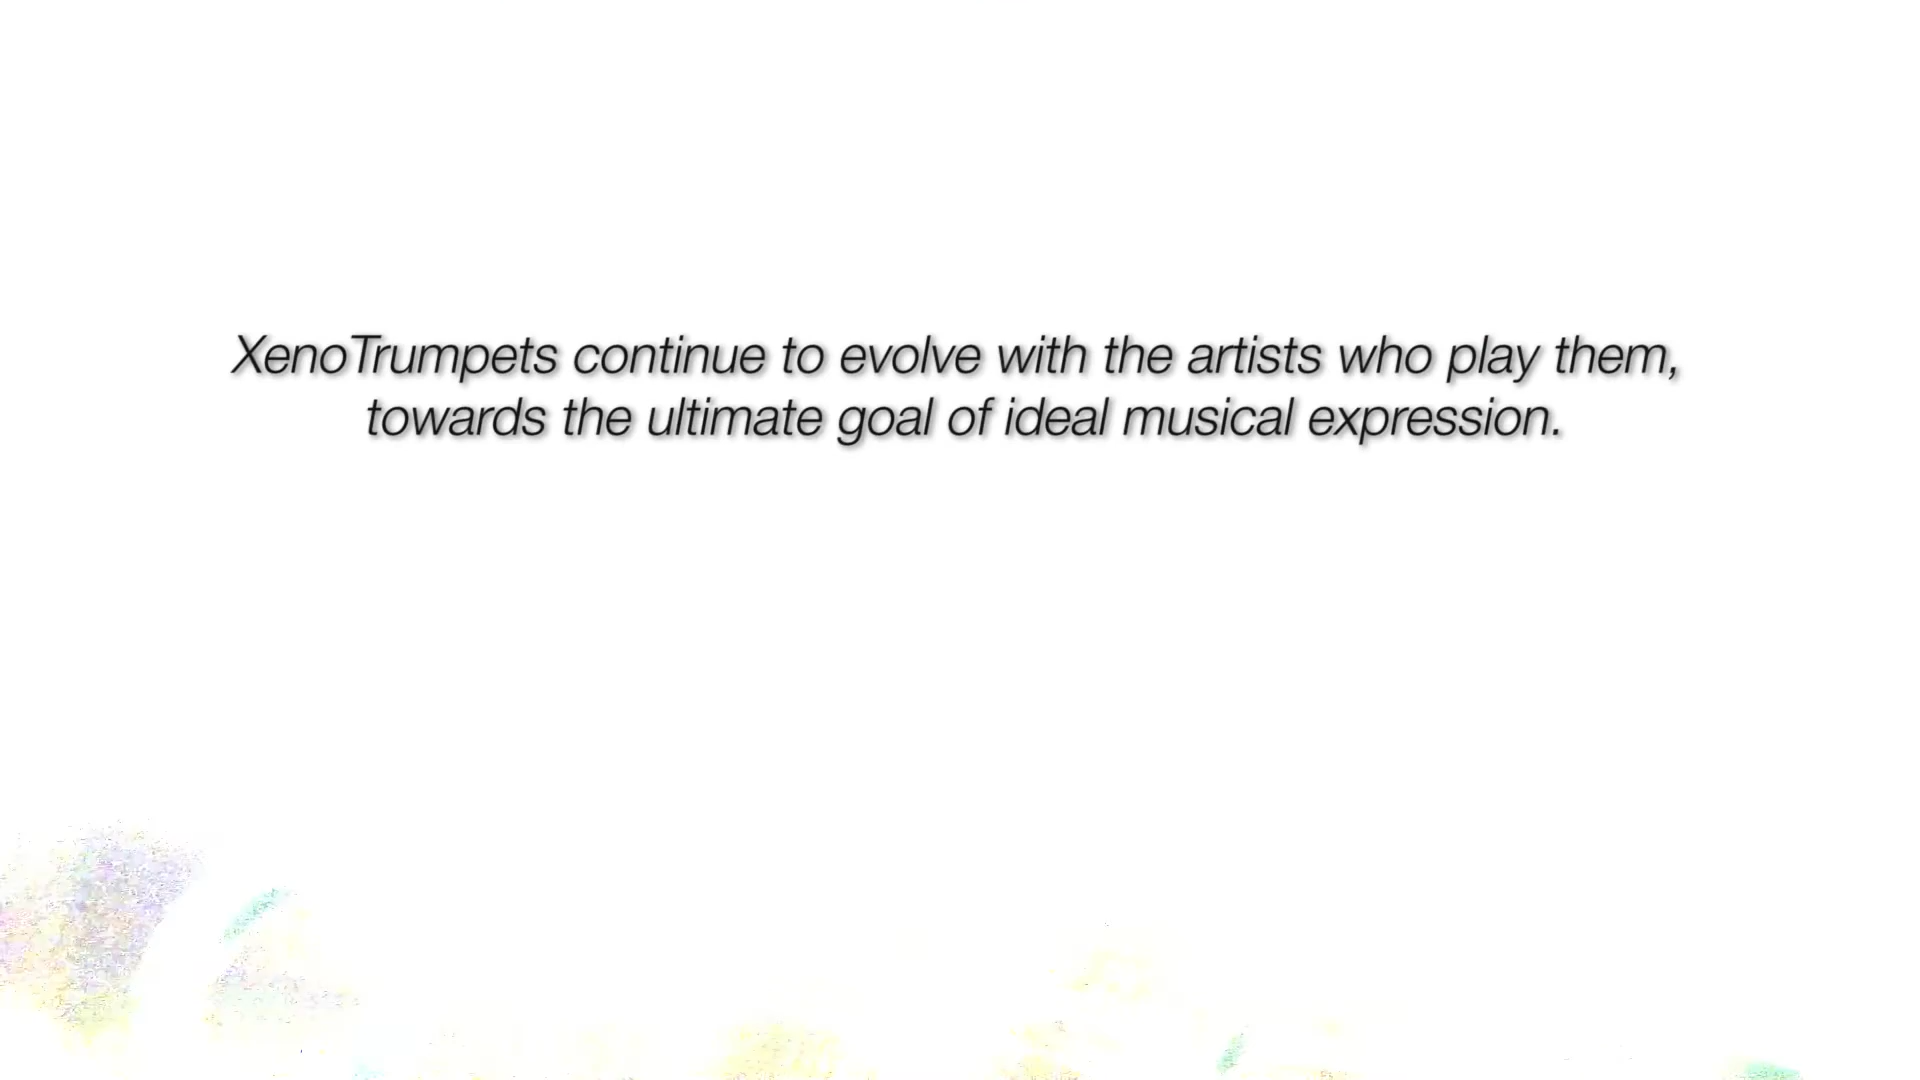 XenoTrumpets continue to evolve with the artists who play them,
towards the ultimate goal of ideal musical expression.